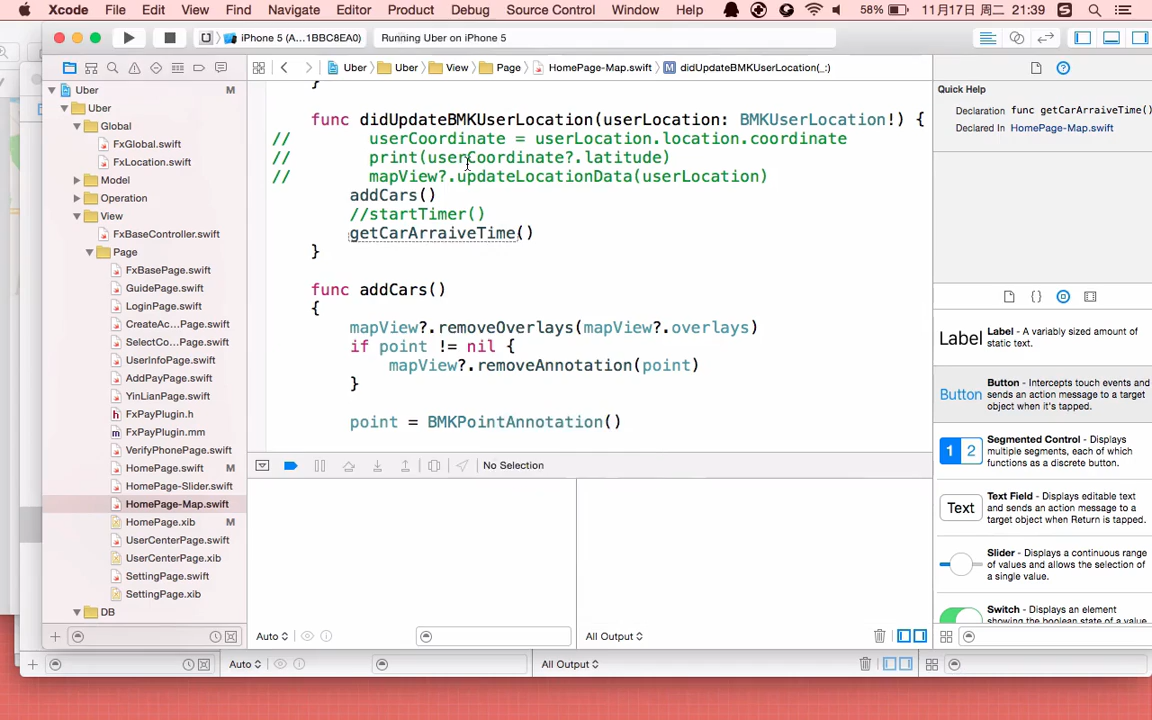 Xcode File Edit View Find Navigate Editor Product Debug Source Control Window Help 58% 11月17日 周二 21:39
iPhone 5 (A...1BBC8EA0) Running Uber on iPhone 5
Uber Uber View Page HomePage-Map.swift didUpdateBMKUserLocation(_:)
Uber M
Uber
Global
FxGlobal.swift
FxLocation.swift
Model
Operation
View
FxBaseController.swift
Page
FxBasePage.swift
GuidePage.swift
LoginPage.swift
CreateAc...Page.swift
SelectCo...Page.swift
UserInfoPage.swift
AddPayPage.swift
YinLianPage.swift
FxPayPlugin.h
FxPayPlugin.mm
VerifyPhonePage.swift
HomePage.swift M
HomePage-Slider.swift
HomePage-Map.swift
HomePage.xib M
UserCenterPage.swift
UserCenterPage.xib
SettingPage.swift
SettingPage.xib
DB
}
func didUpdateBMKUserLocation(userLocation: BMKUserLocation!) {
// userCoordinate = userLocation.location.coordinate
// print(userCoordinate?.latitude)
// mapView?.updateLocationData(userLocation)
addCars()
//startTimer()
getCarArraiveTime()
}
func addCars()
{
mapView?.removeOverlays(mapView?.overlays)
if point != nil {
mapView?.removeAnnotation(point)
}
point = BMKPointAnnotation()
No Selection
Auto
All Output
Auto
All Output
Quick Help
Declaration func getCarArraiveTime()
Declared In HomePage-Map.swift
Label Label - A variably sized amount of
static text.
Button Button - Intercepts touch events and
sends an action message to a target
object when it's tapped.
1 2 Segmented Control - Displays
multiple segments, each of which
functions as a discrete button.
Text Text Field - Displays editable text
and sends an action message to a
target object when Return is tapped.
Slider - Displays a continuous range
of values and allows the selection of
a single value.
Switch - Displays an element
showing the boolean state of a value.